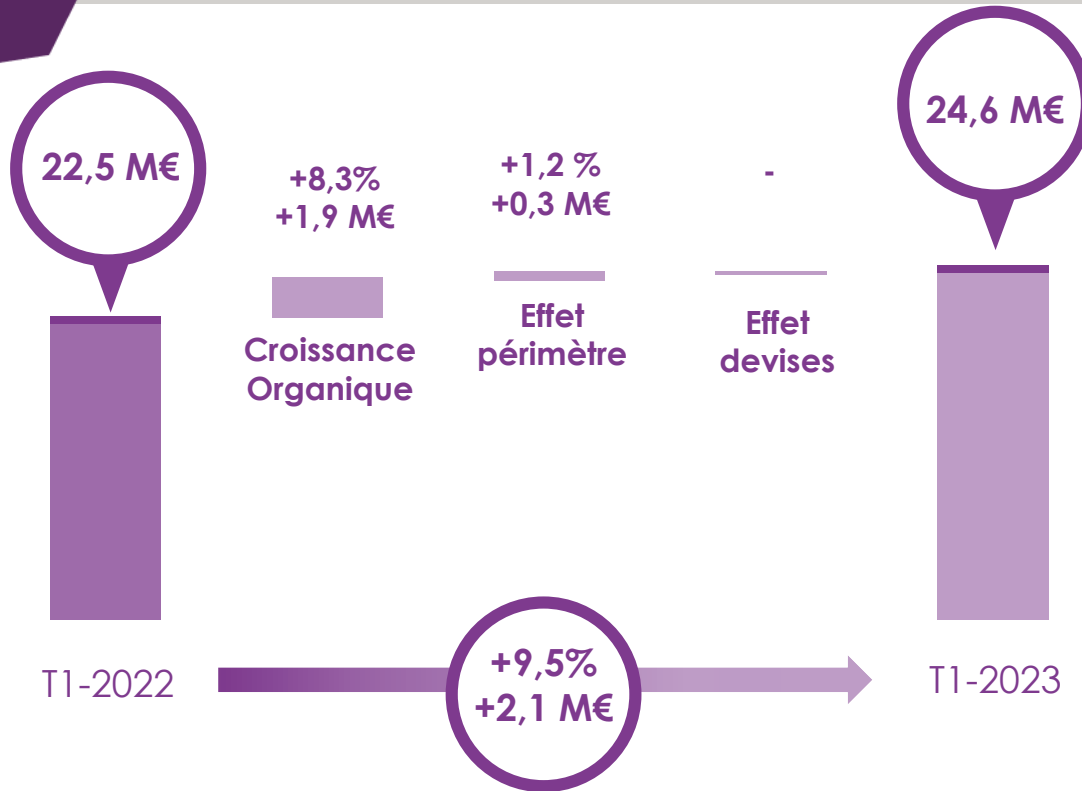 22,5 M€
+8,3%
+1,9 M€
Croissance
Organique
+1,2 %
+0,3 M€
Effet
périmètre
-
Effet
devises
24,6 M€
T1-2022
+9,5%
+2,1 M€
T1-2023